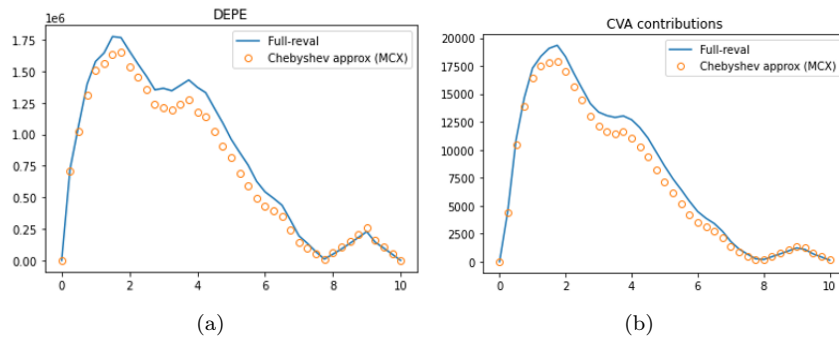 DEPE
1e6
Full-reval
Chebyshev approx (MCX)
1.75
1.50
1.25
1.00
0.75
0.50
0.25
0.00
0 2 4 6 8 10
(a)
CVA contributions
Full-reval
Chebyshev approx (MCX)
20000
17500
15000
12500
10000
7500
5000
2500
0
0 2 4 6 8 10
(b)